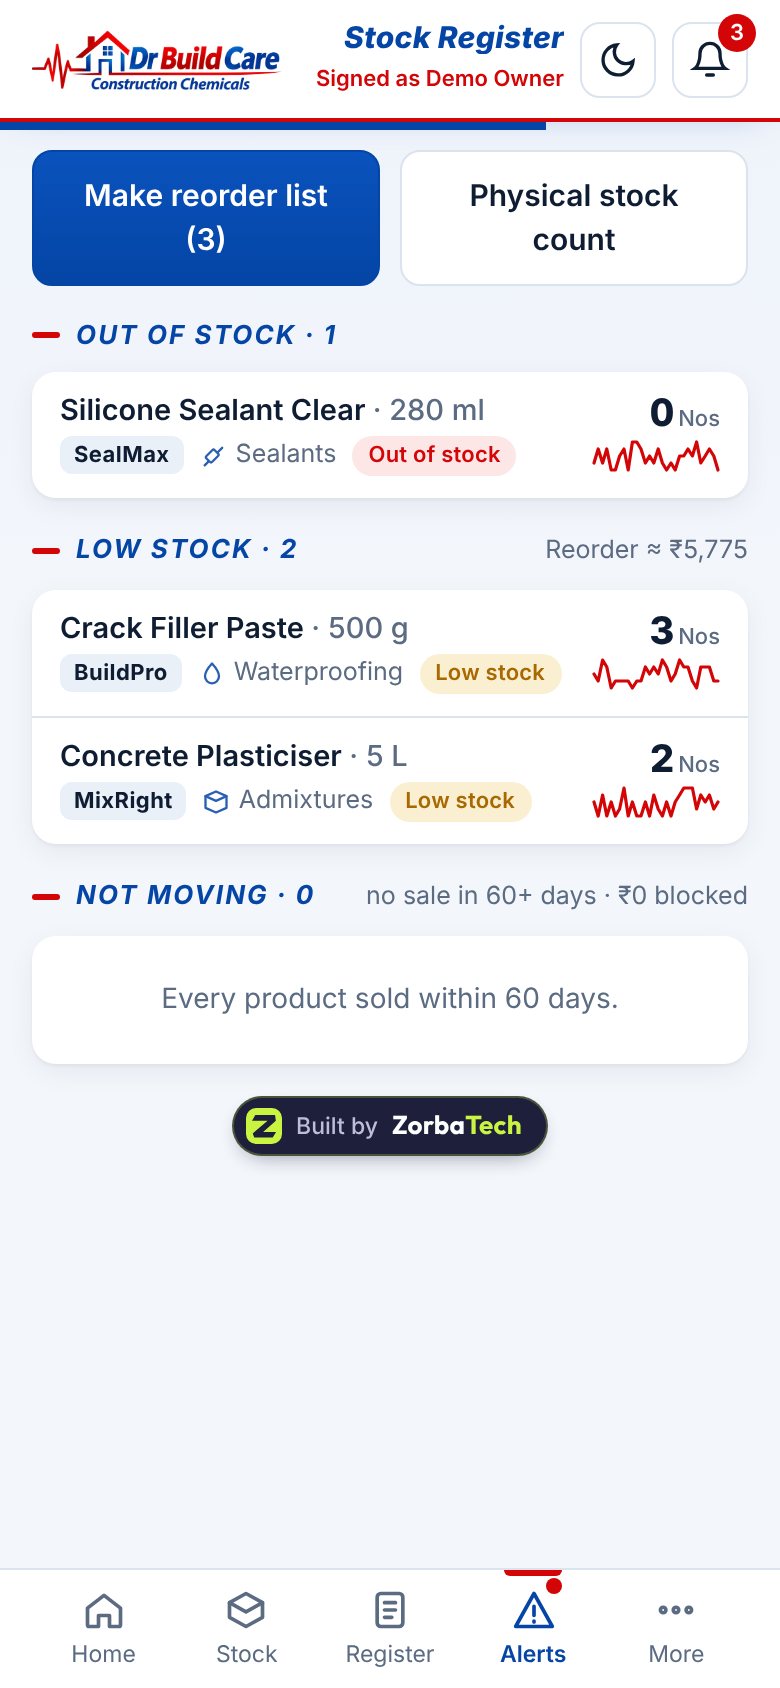 Dr Build Care
Construction Chemicals
Stock Register
Signed as Demo Owner
3
Make reorder list
(3)
Physical stock
count
OUT OF STOCK · 1
Silicone Sealant Clear · 280 ml
0 Nos
SealMax Sealants Out of stock
LOW STOCK · 2
Reorder ≈ ₹5,775
Crack Filler Paste · 500 g
3 Nos
BuildPro Waterproofing Low stock
Concrete Plasticiser · 5 L
2 Nos
MixRight Admixtures Low stock
NOT MOVING · 0
no sale in 60+ days · ₹0 blocked
Every product sold within 60 days.
Z Built by ZorbaTech
Home Stock Register Alerts More